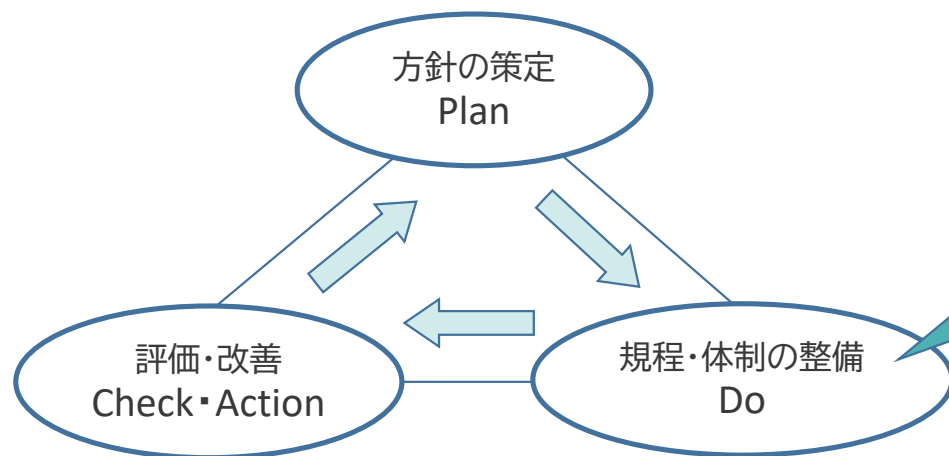 方針の策定
Plan
評価・改善
Check・Action
規程・体制の整備
Do